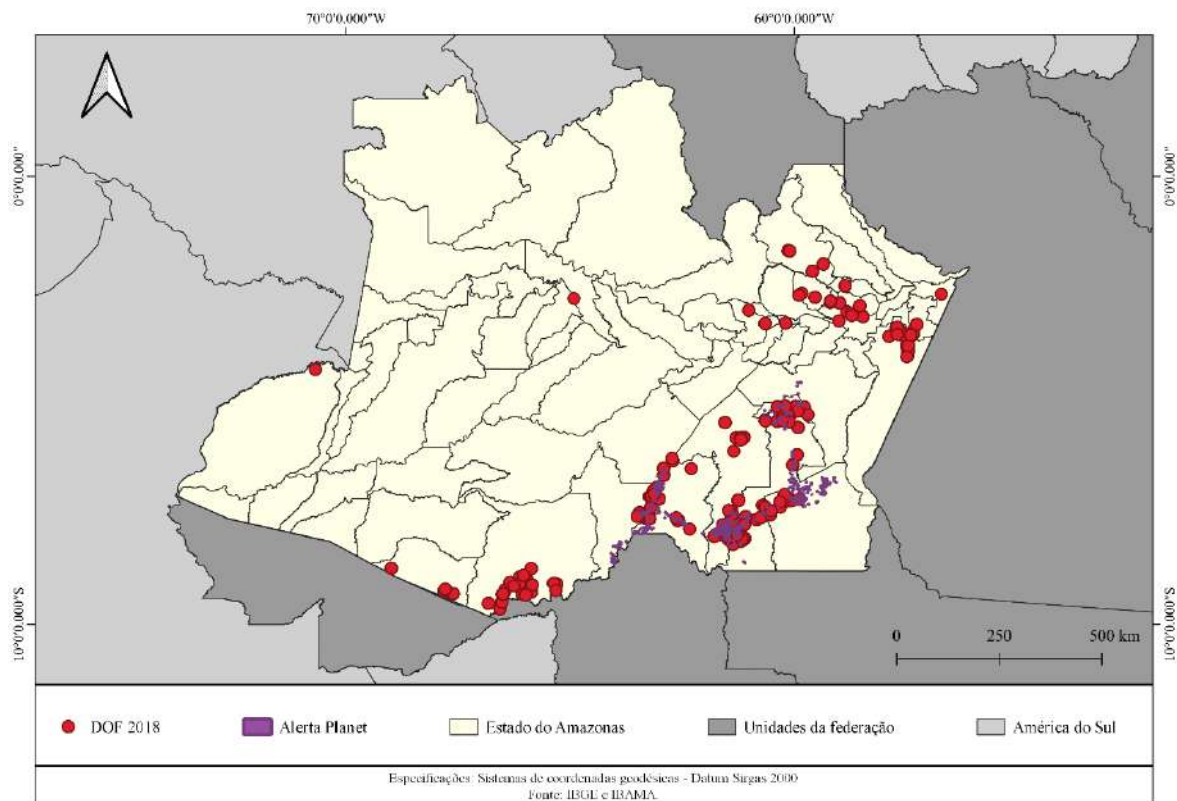 70°0'0.000"W 60°0'0.000"W
0°0'0.000" 0°0'0.000"
10°0'0.000"S 10°0'0.000"S
0 250 500 km
DOF 2018 Alerta Planet Estado do Amazonas Unidades da federação América do Sul
Especificações: Sistemas de coordenadas geodésicas - Datum Sirgas 2000
Fonte: IBGE e IBAMA.